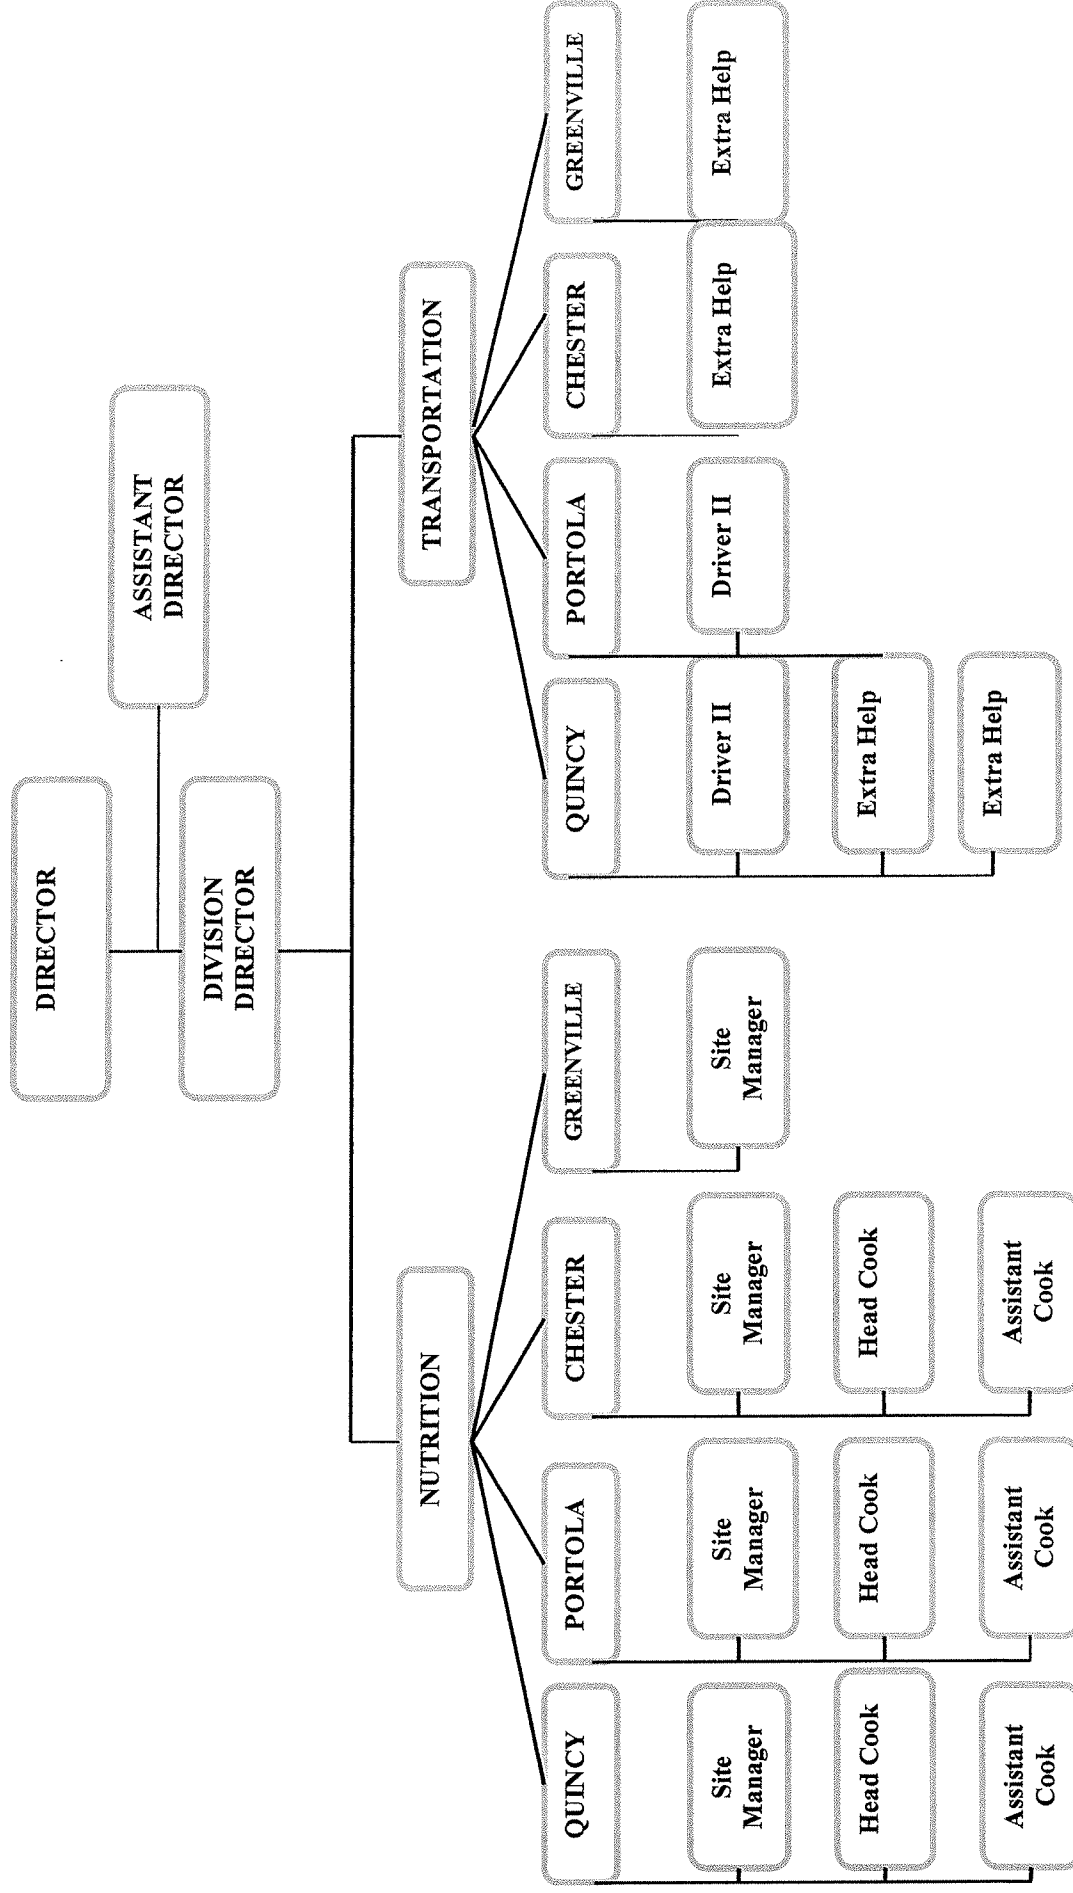 DIRECTOR
ASSISTANT
DIRECTOR
DIVISION
DIRECTOR
NUTRITION
TRANSPORTATION
QUINCY
PORTOLA
CHESTER
GREENVILLE
QUINCY
PORTOLA
CHESTER
GREENVILLE
Site
Manager
Site
Manager
Site
Manager
Site
Manager
Driver II
Driver II
Extra Help
Extra Help
Head Cook
Head Cook
Head Cook
Extra Help
Assistant
Cook
Assistant
Cook
Assistant
Cook
Extra Help